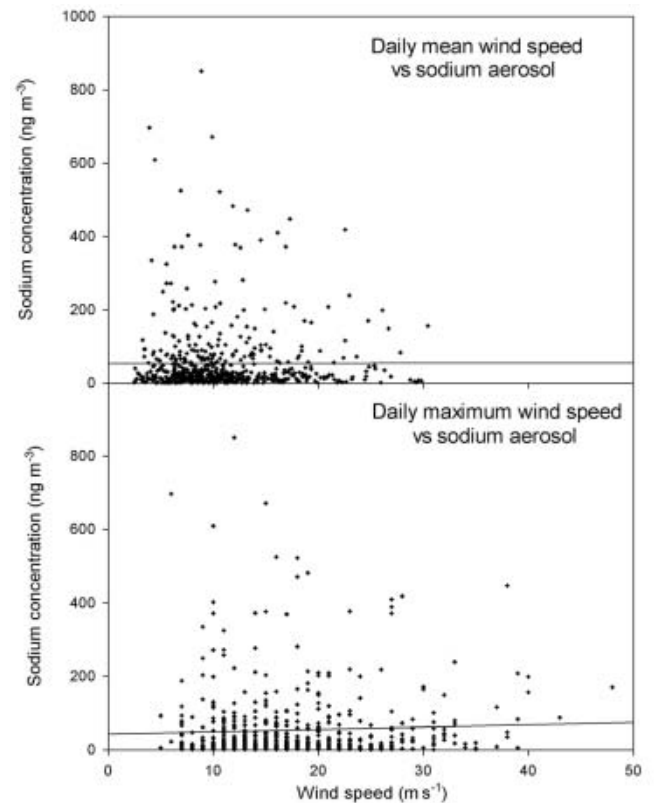 1000
800
600
400
200
0
Sodium concentration (ng m⁻³)
Daily mean wind speed
vs sodium aerosol
800
600
400
200
0
Sodium concentration (ng m⁻³)
Daily maximum wind speed
vs sodium aerosol
0 10 20 30 40 50
Wind speed (m s⁻¹)